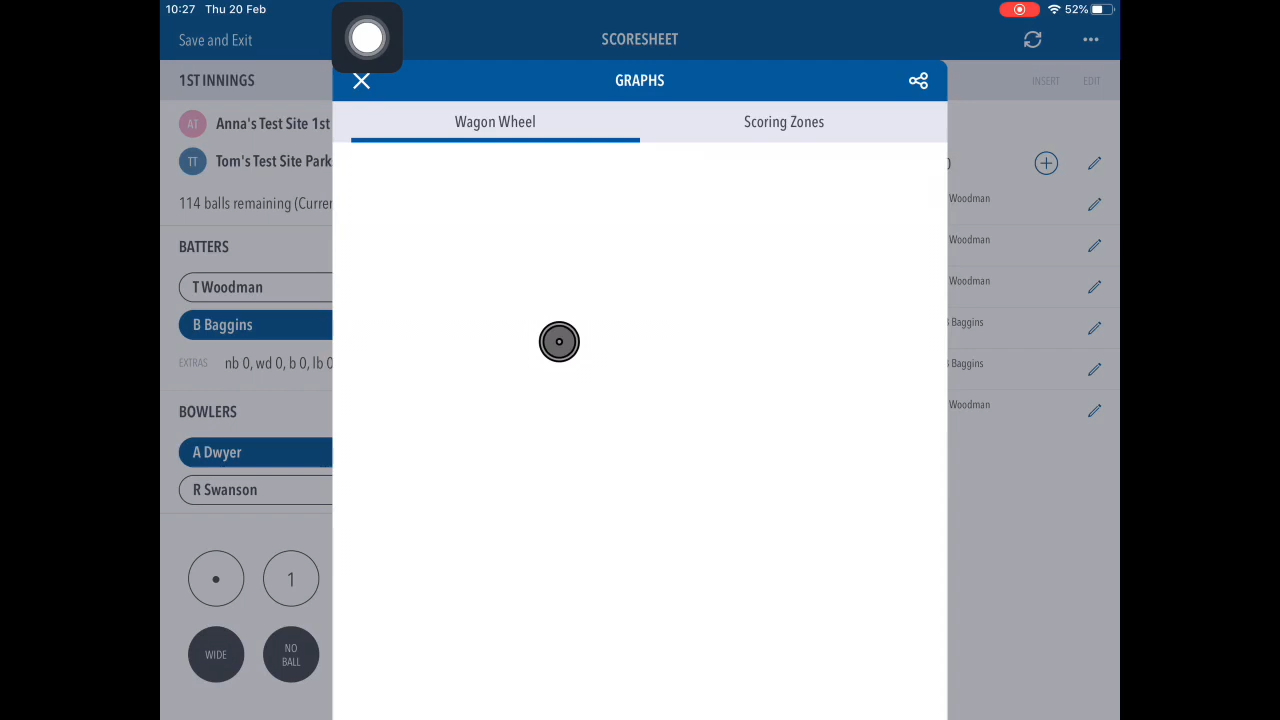 10:27 Thu 20 Feb
52%
Save and Exit
SCORESHEET
1ST INNINGS
GRAPHS
INSERT
EDIT
Wagon Wheel
Scoring Zones
AT
Anna's Test Site 1st
TT
Tom's Test Site Park
114 balls remaining (Curren
Woodman
BATTERS
Woodman
T Woodman
Woodman
B Baggins
Baggins
EXTRAS
nb 0, wd 0, b 0, lb 0
Baggins
BOWLERS
Woodman
A Dwyer
R Swanson
1
WIDE
NO
BALL